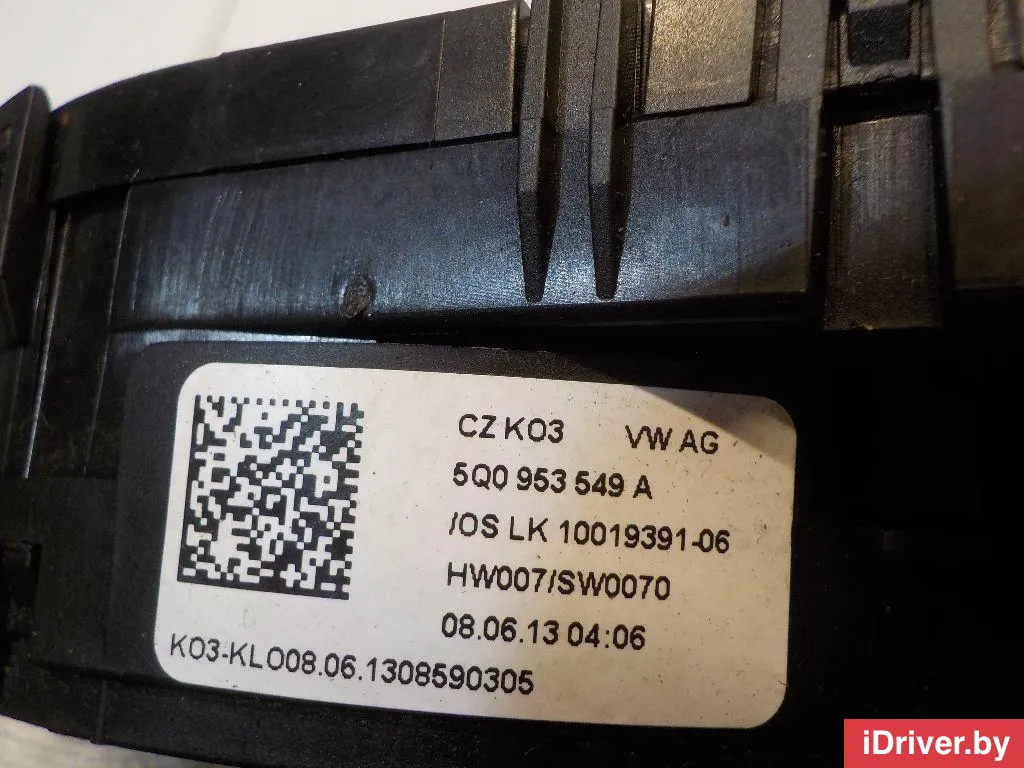 CZ KO3 VW AG
5Q0 953 549 A
/OS LK 10019391-06
HW007/SW0070
08.06.13 04:06
KO3-KLO08.06.1308590305
iDriver.by